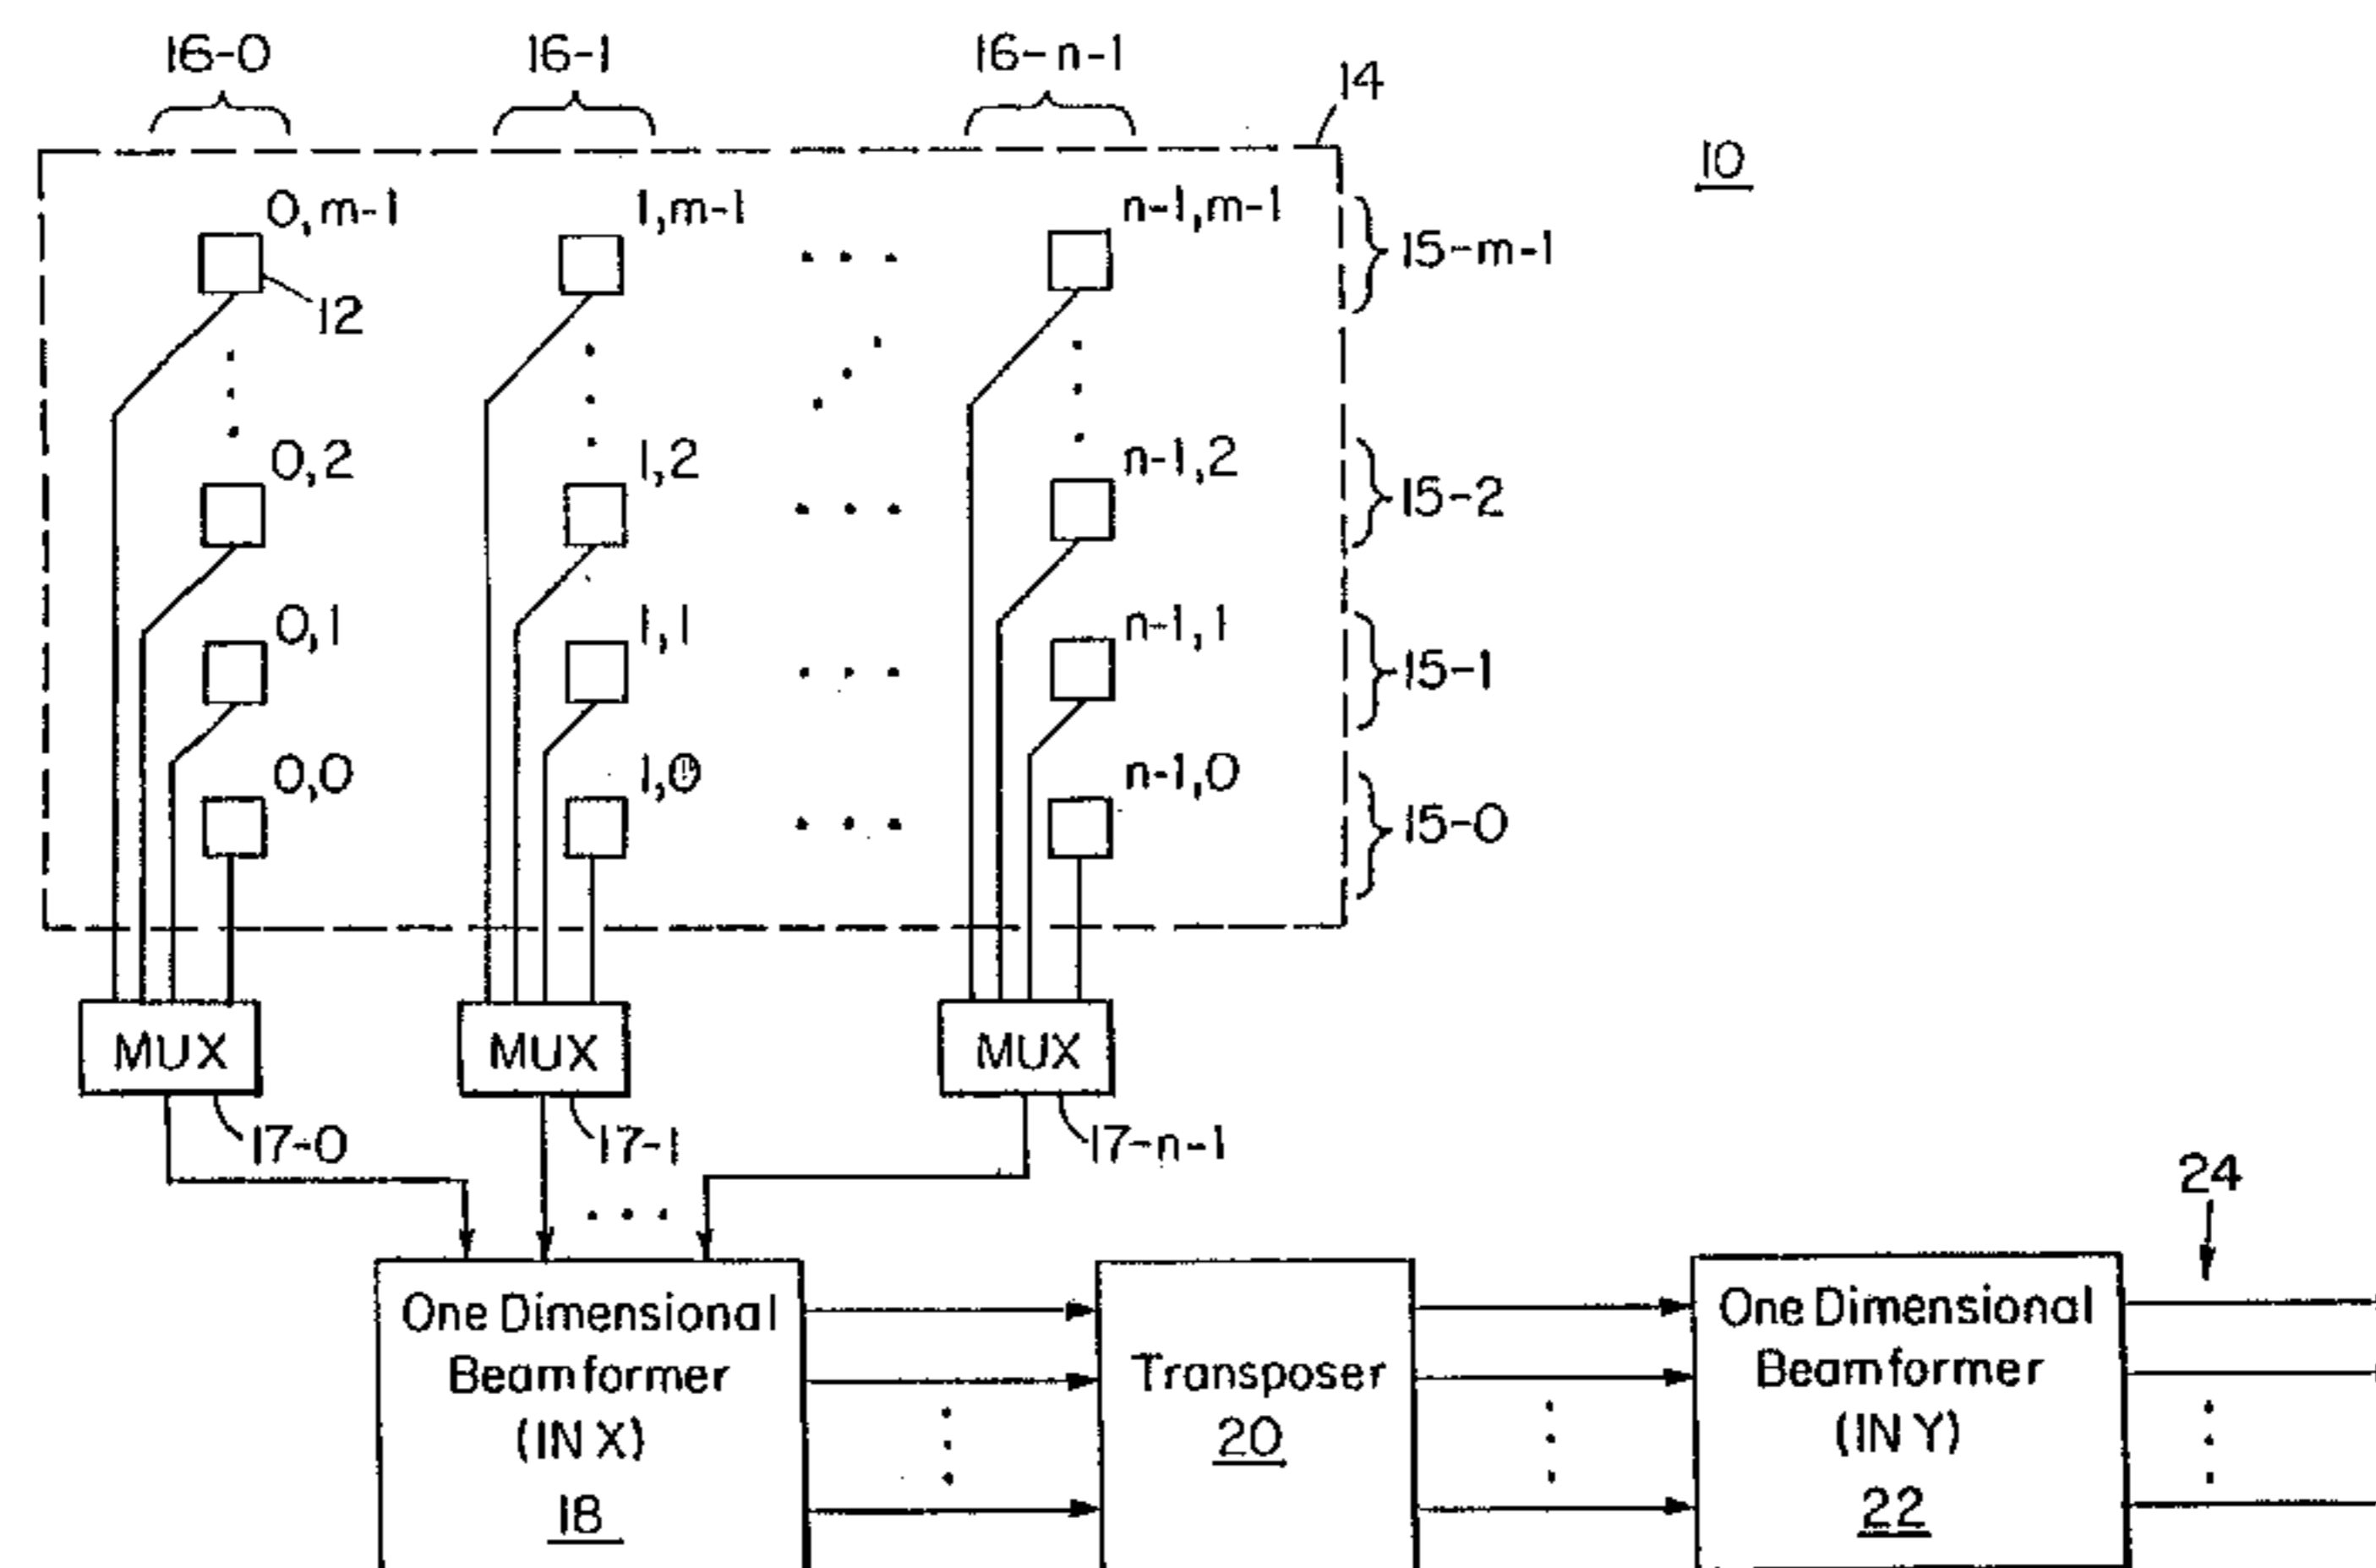 16-0 16-1 16-n-1 14
10
0,m-1 1,m-1 n-1,m-1 15-m-1
12
0,2 1,2 n-1,2 15-2
0,1 1,1 n-1,1 15-1
0,0 1,0 n-1,0 15-0
MUX MUX MUX
17-0 17-1 17-n-1
24
One Dimensional
Beamformer
(IN X)
18
Transposer
20
One Dimensional
Beamformer
(IN Y)
22